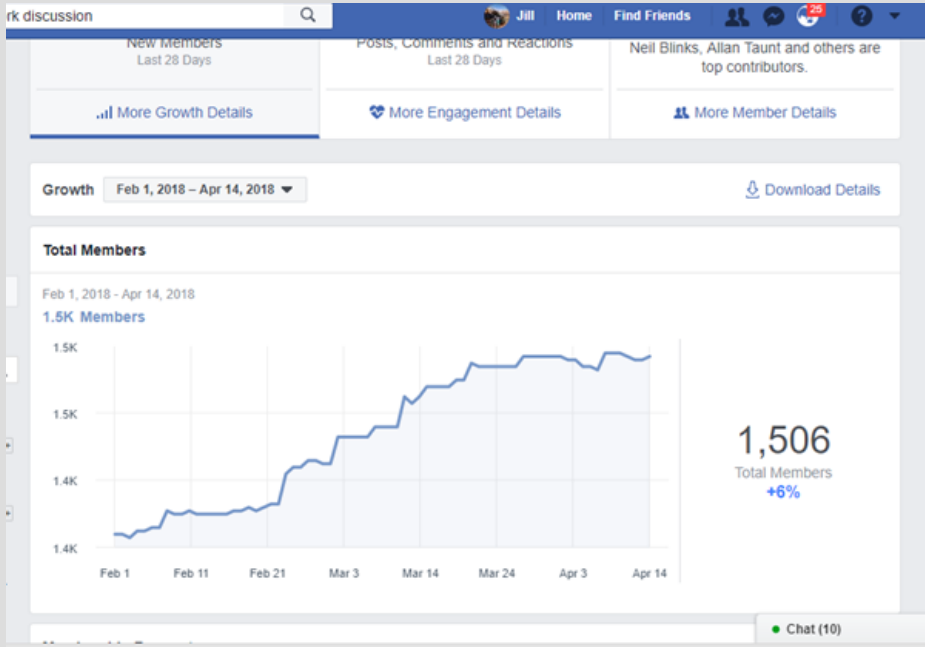 rk discussion
Jill Home Find Friends 25
New Members
Last 28 Days
Posts, Comments and Reactions
Last 28 Days
Neil Blinks, Allan Taunt and others are
top contributors.
More Growth Details
More Engagement Details
More Member Details
Growth Feb 1, 2018 – Apr 14, 2018
Download Details
Total Members
Feb 1, 2018 - Apr 14, 2018
1.5K Members
1.5K
1.5K
1.4K
1.4K
Feb 1 Feb 11 Feb 21 Mar 3 Mar 14 Mar 24 Apr 3 Apr 14
1,506
Total Members
+6%
Chat (10)